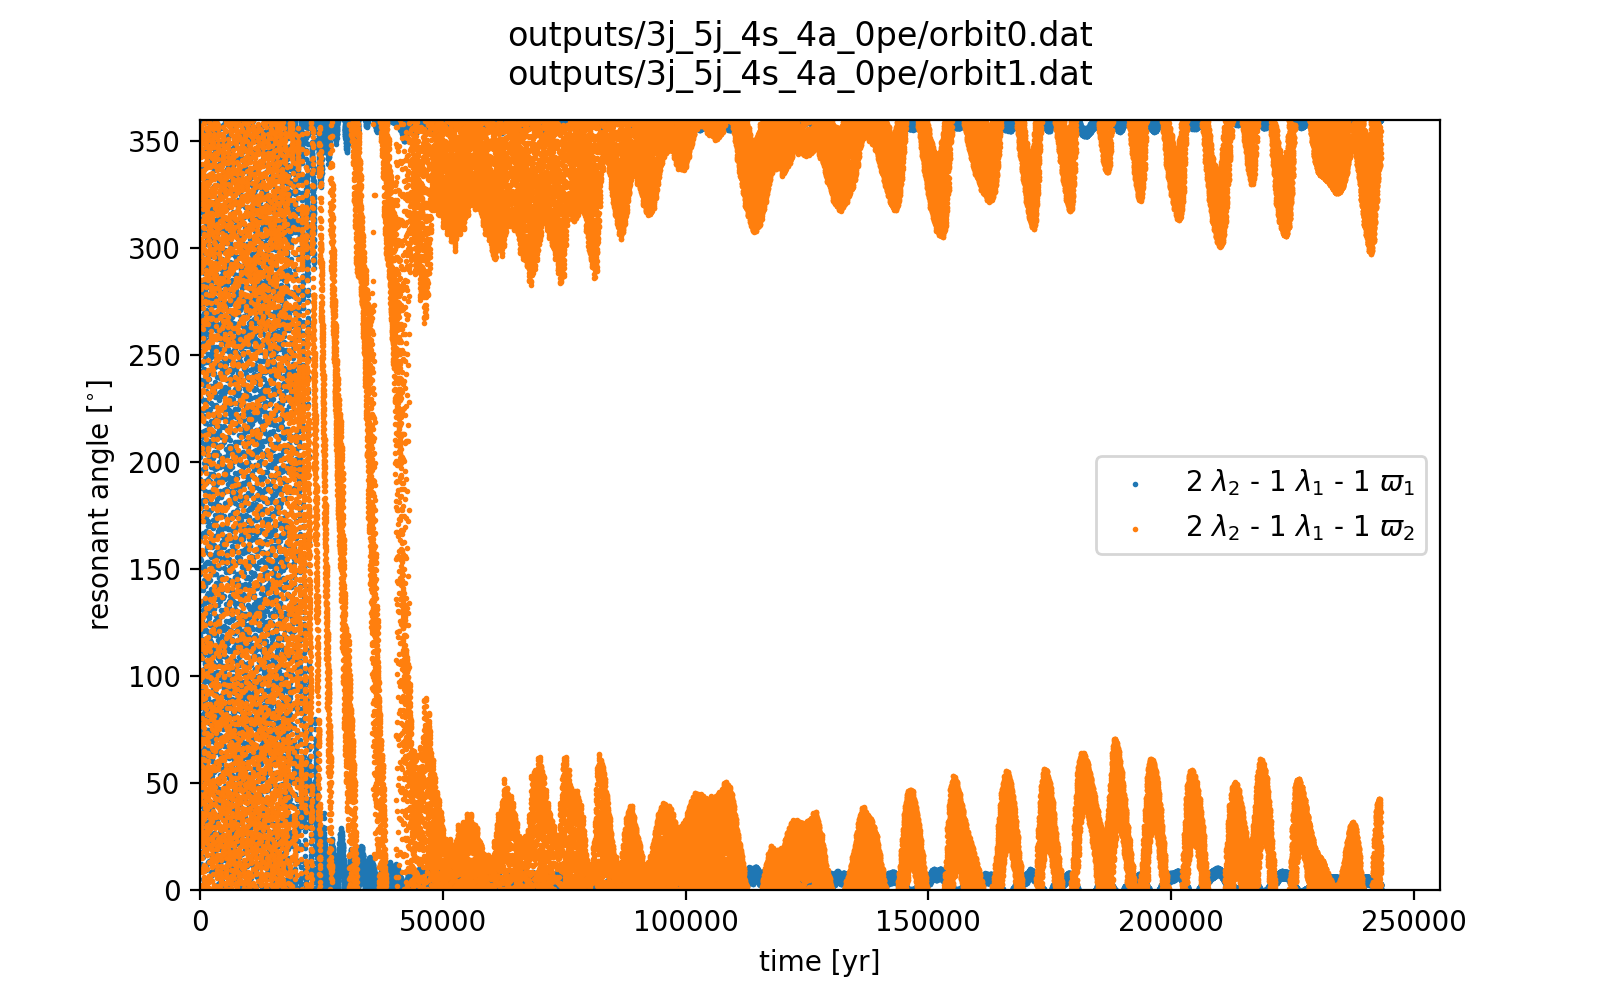 outputs/3j_5j_4s_4a_0pe/orbit0.dat
outputs/3j_5j_4s_4a_0pe/orbit1.dat
350
300
250
200
150
100
50
0
resonant angle [°]
2 λ₂ - 1 λ₁ - 1 ϖ₁
2 λ₂ - 1 λ₁ - 1 ϖ₂
0 50000 100000 150000 200000 250000
time [yr]